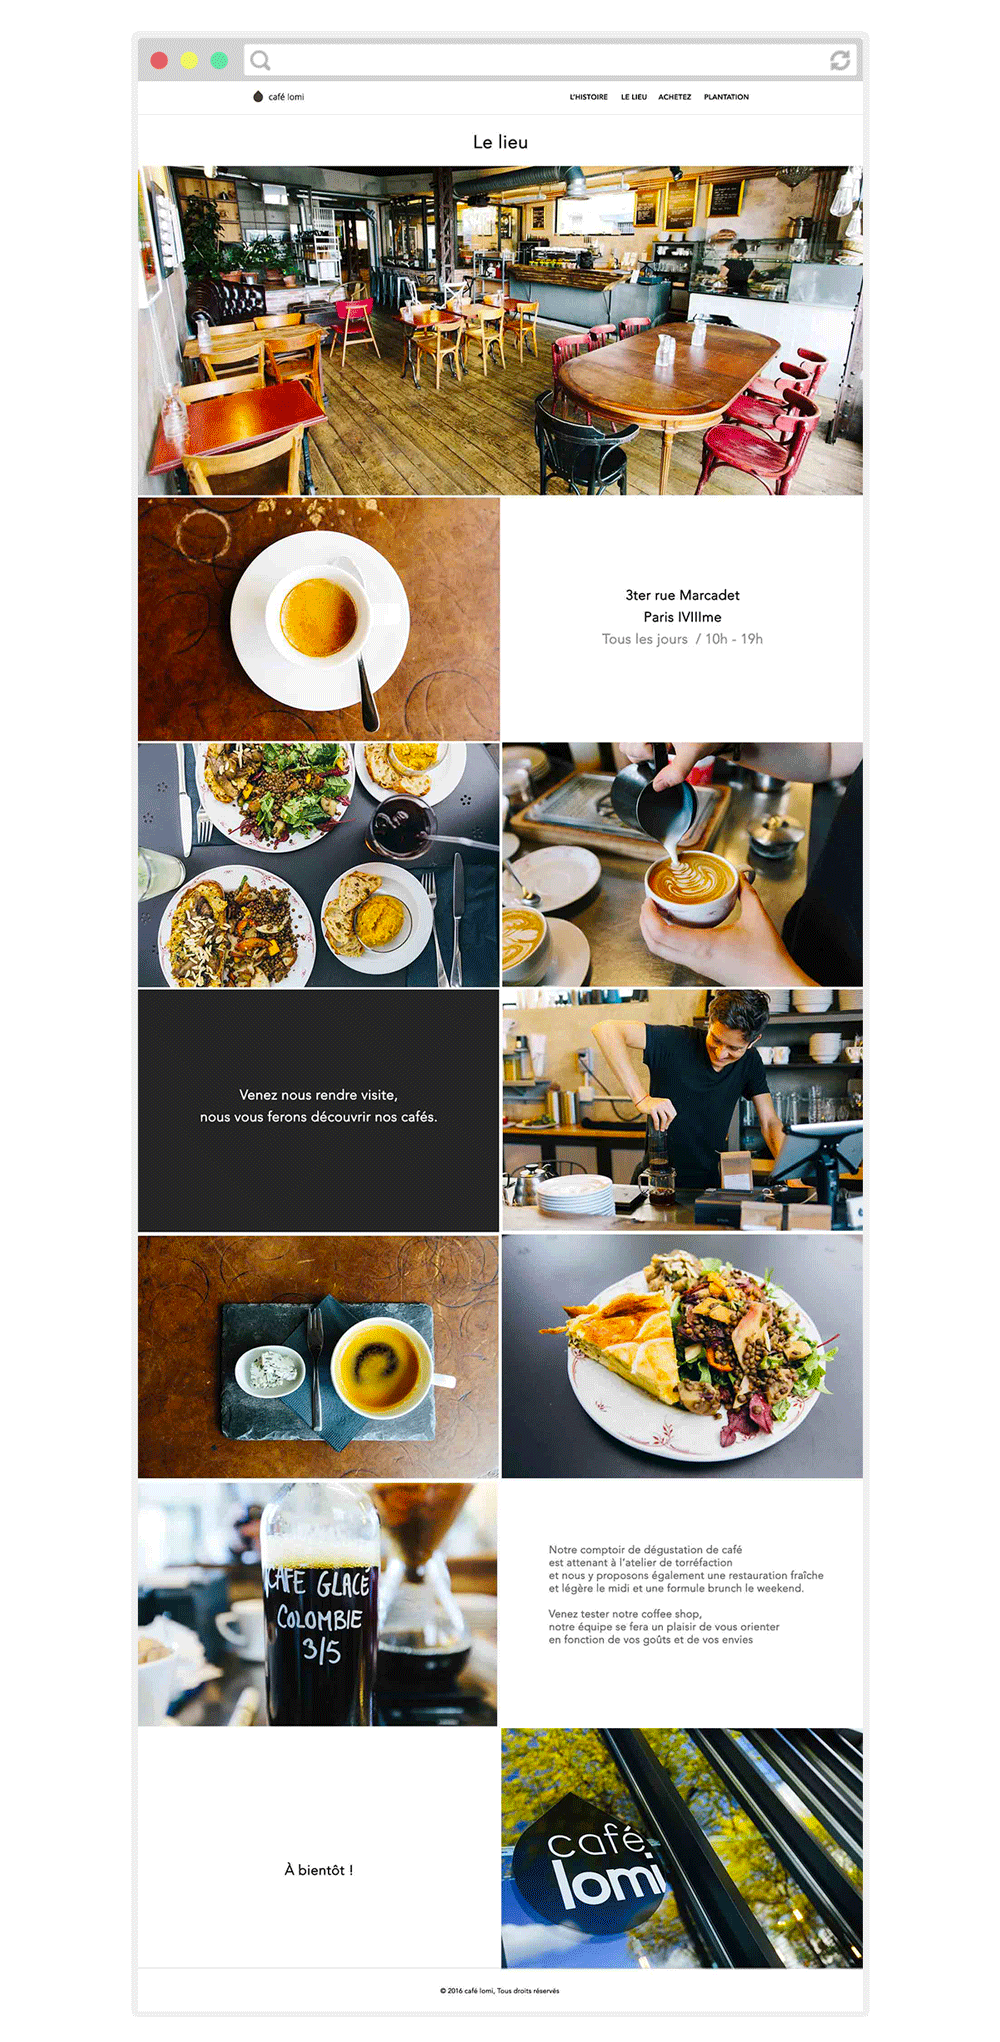 café lomi
L'HISTOIRE LE LIEU ACHETEZ PLANTATION
Le lieu
3ter rue Marcadet
Paris IVIIIme
Tous les jours / 10h - 19h
Venez nous rendre visite,
nous vous ferons découvrir nos cafés.
CAFE GLACE
COLOMBIE
3/5
Notre comptoir de dégustation de café
est attenant à l'atelier de torréfaction
et nous y proposons également une restauration fraîche
et légère le midi et une formule brunch le weekend.
Venez tester notre coffee shop,
notre équipe se fera un plaisir de vous orienter
en fonction de vos goûts et de vos envies
À bientôt !
café
lomi
© 2016 café lomi, Tous droits réservés